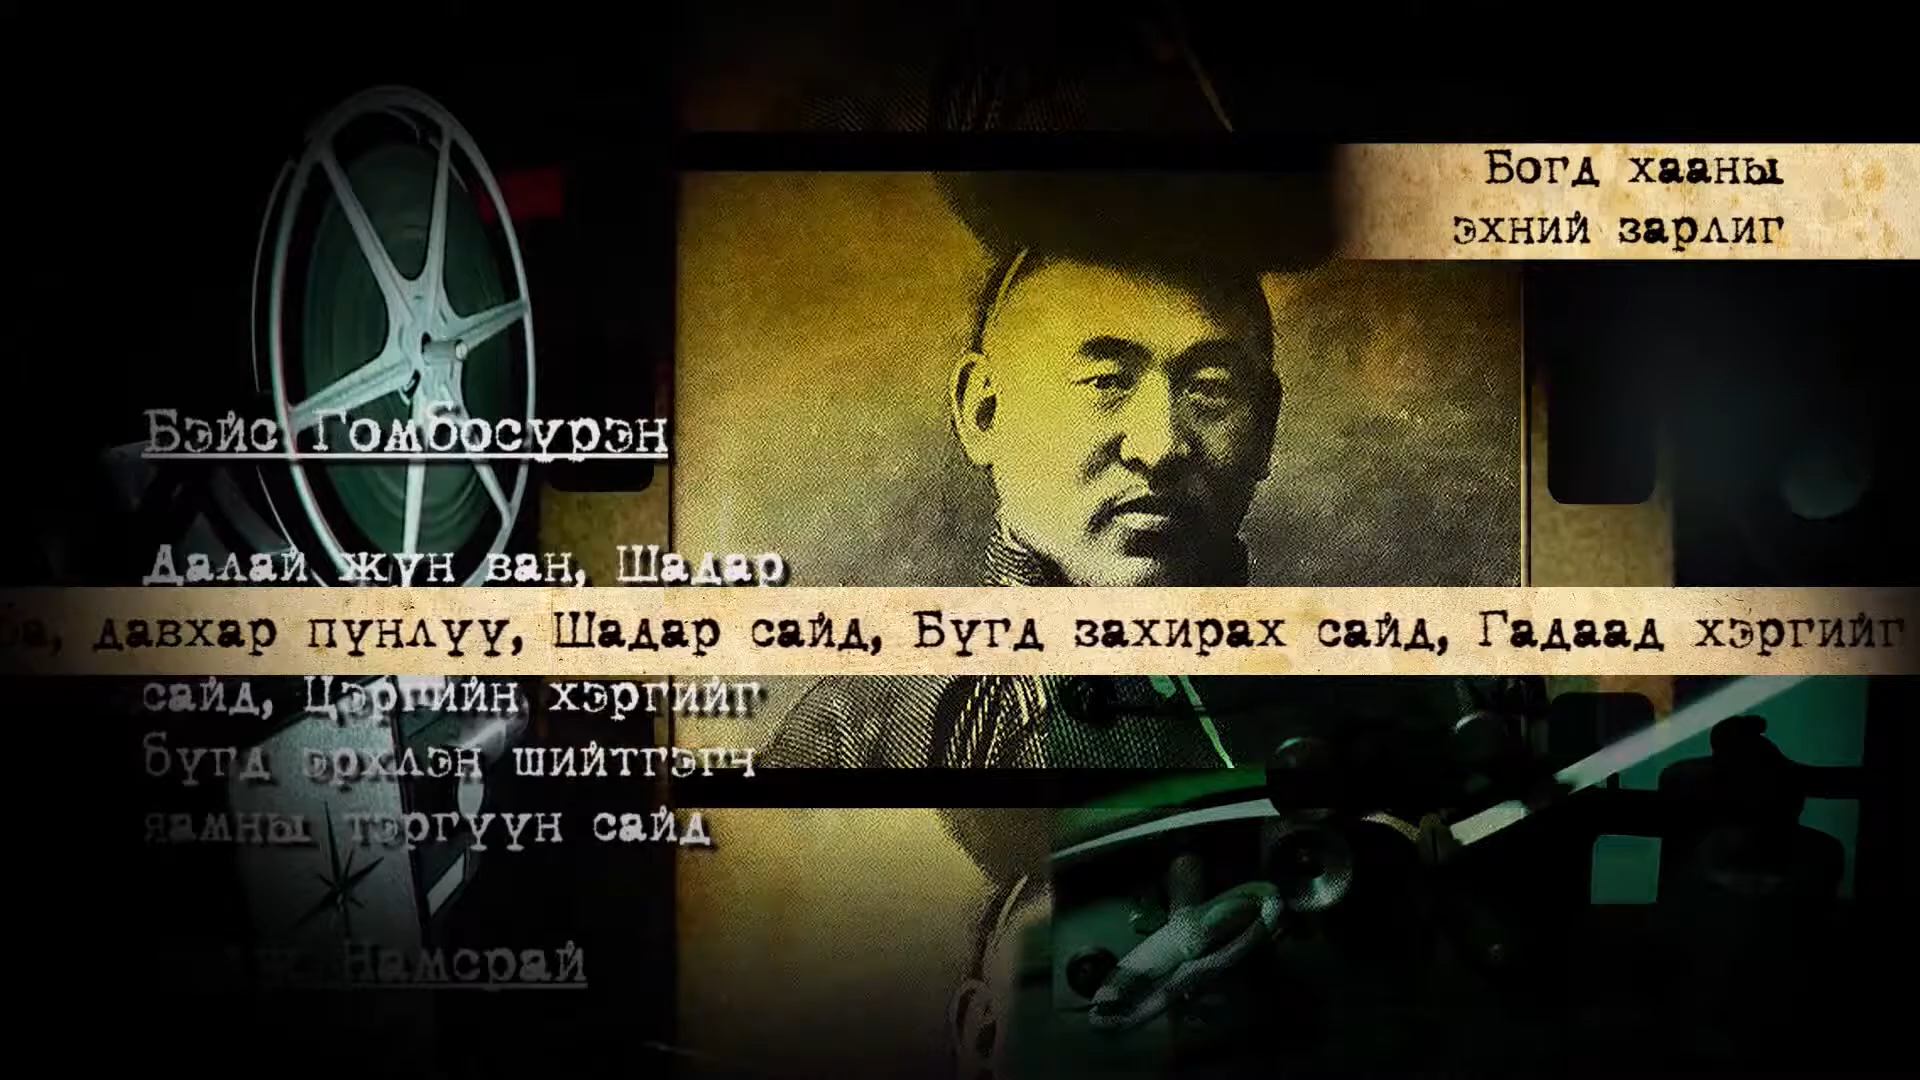 Богд хааны
эхний зарлиг
Бэйс Гомбосүрэн
Далай жүн ван, Шадар
давхар пүнлүү, Шадар сайд, Бүгд захирах сайд, Гадаад хэргийг
сайд, Цэргийн хэргийг
бүгд эрхлэн шийтгэгч
яамны тэргүүн сайд
Намсрай